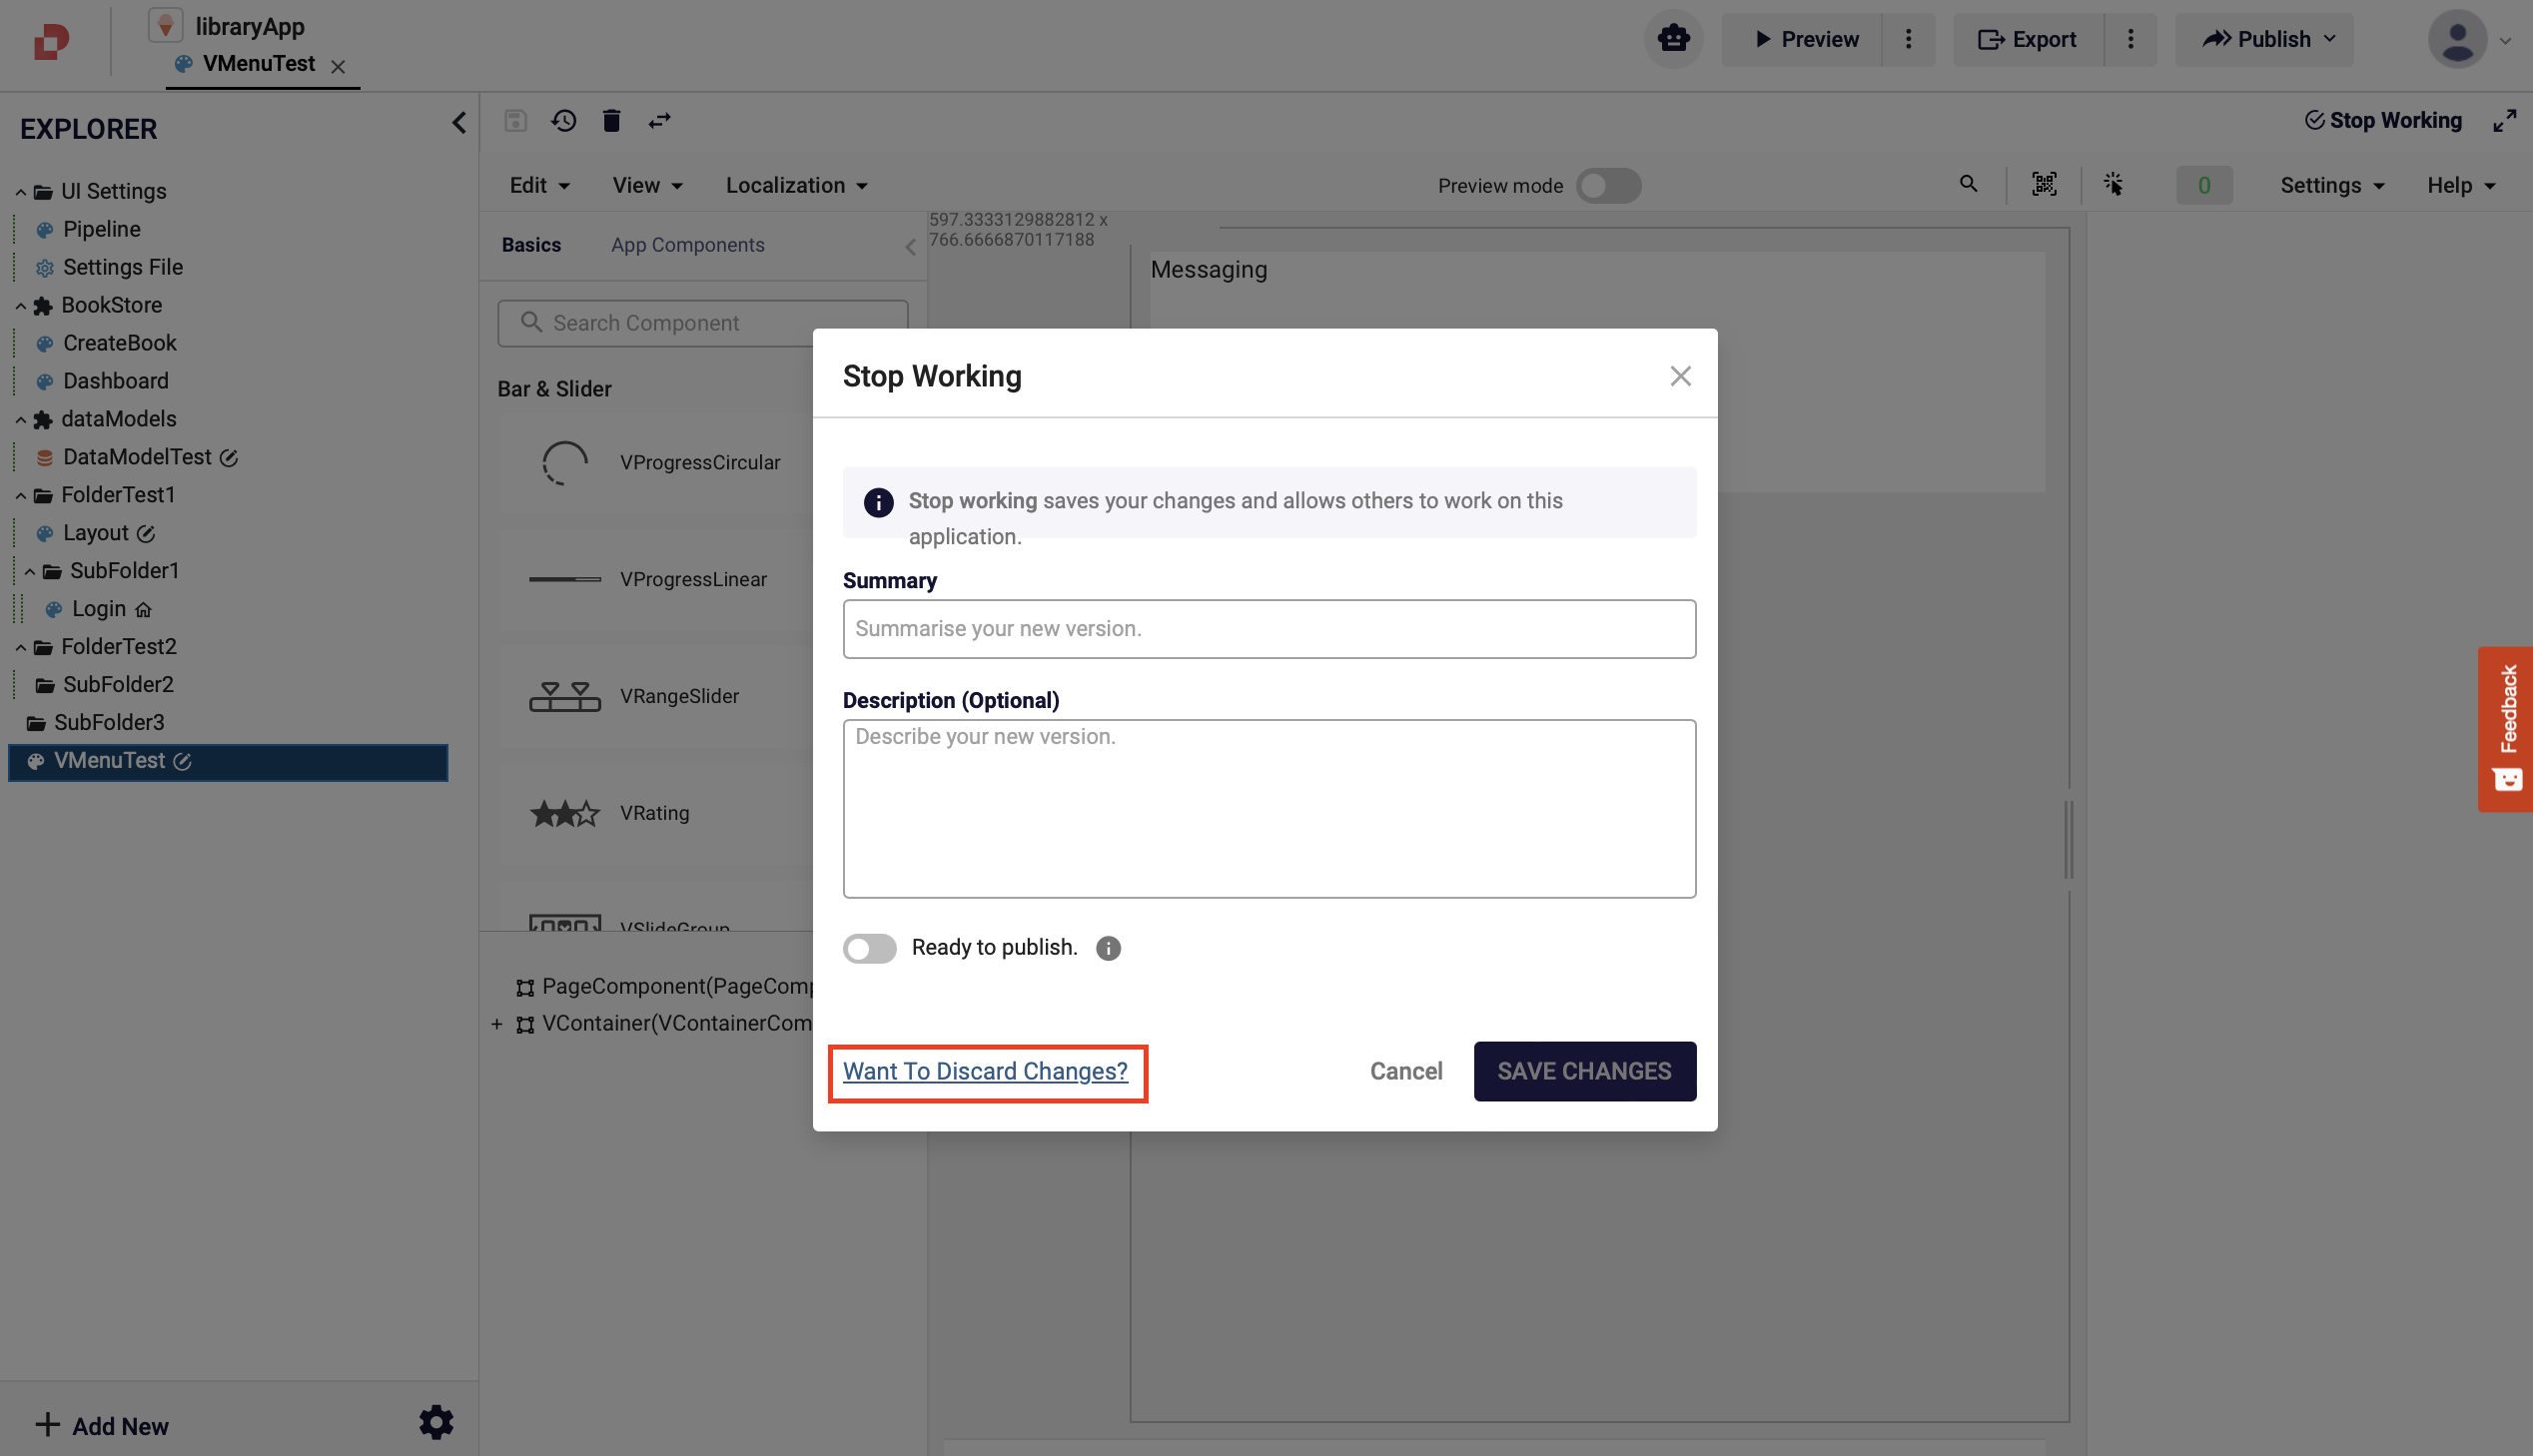 libraryApp
VMenuTest
Preview
Export
Publish
EXPLORER
Stop Working
UI Settings
Pipeline
Settings File
BookStore
CreateBook
Dashboard
dataModels
DataModelTest
FolderTest1
Layout
SubFolder1
Login
FolderTest2
SubFolder2
SubFolder3
VMenuTest
Add New
Edit
View
Localization
Preview mode
0
Settings
Help
Basics
App Components
597.3333129882812 x
766.6666870117188
Search Component
Bar & Slider
VProgressCircular
VProgressLinear
VRangeSlider
VRating
VSlideGroup
PageComponent(PageComp
VContainer(VContainerCom
Messaging
Stop Working
Stop working saves your changes and allows others to work on this
application.
Summary
Summarise your new version.
Description (Optional)
Describe your new version.
Ready to publish.
Want To Discard Changes?
Cancel
SAVE CHANGES
Feedback